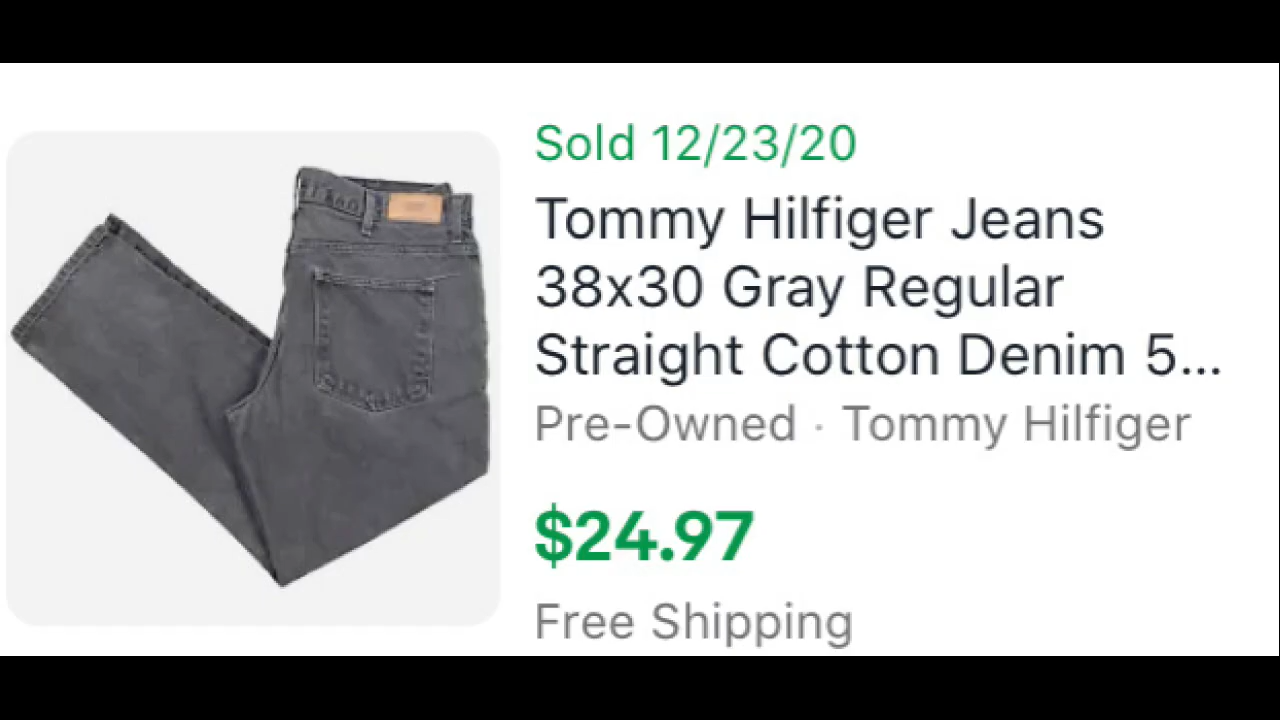 Sold 12/23/20
Tommy Hilfiger Jeans
38x30 Gray Regular
Straight Cotton Denim 5...
Pre-Owned · Tommy Hilfiger
$24.97
Free Shipping